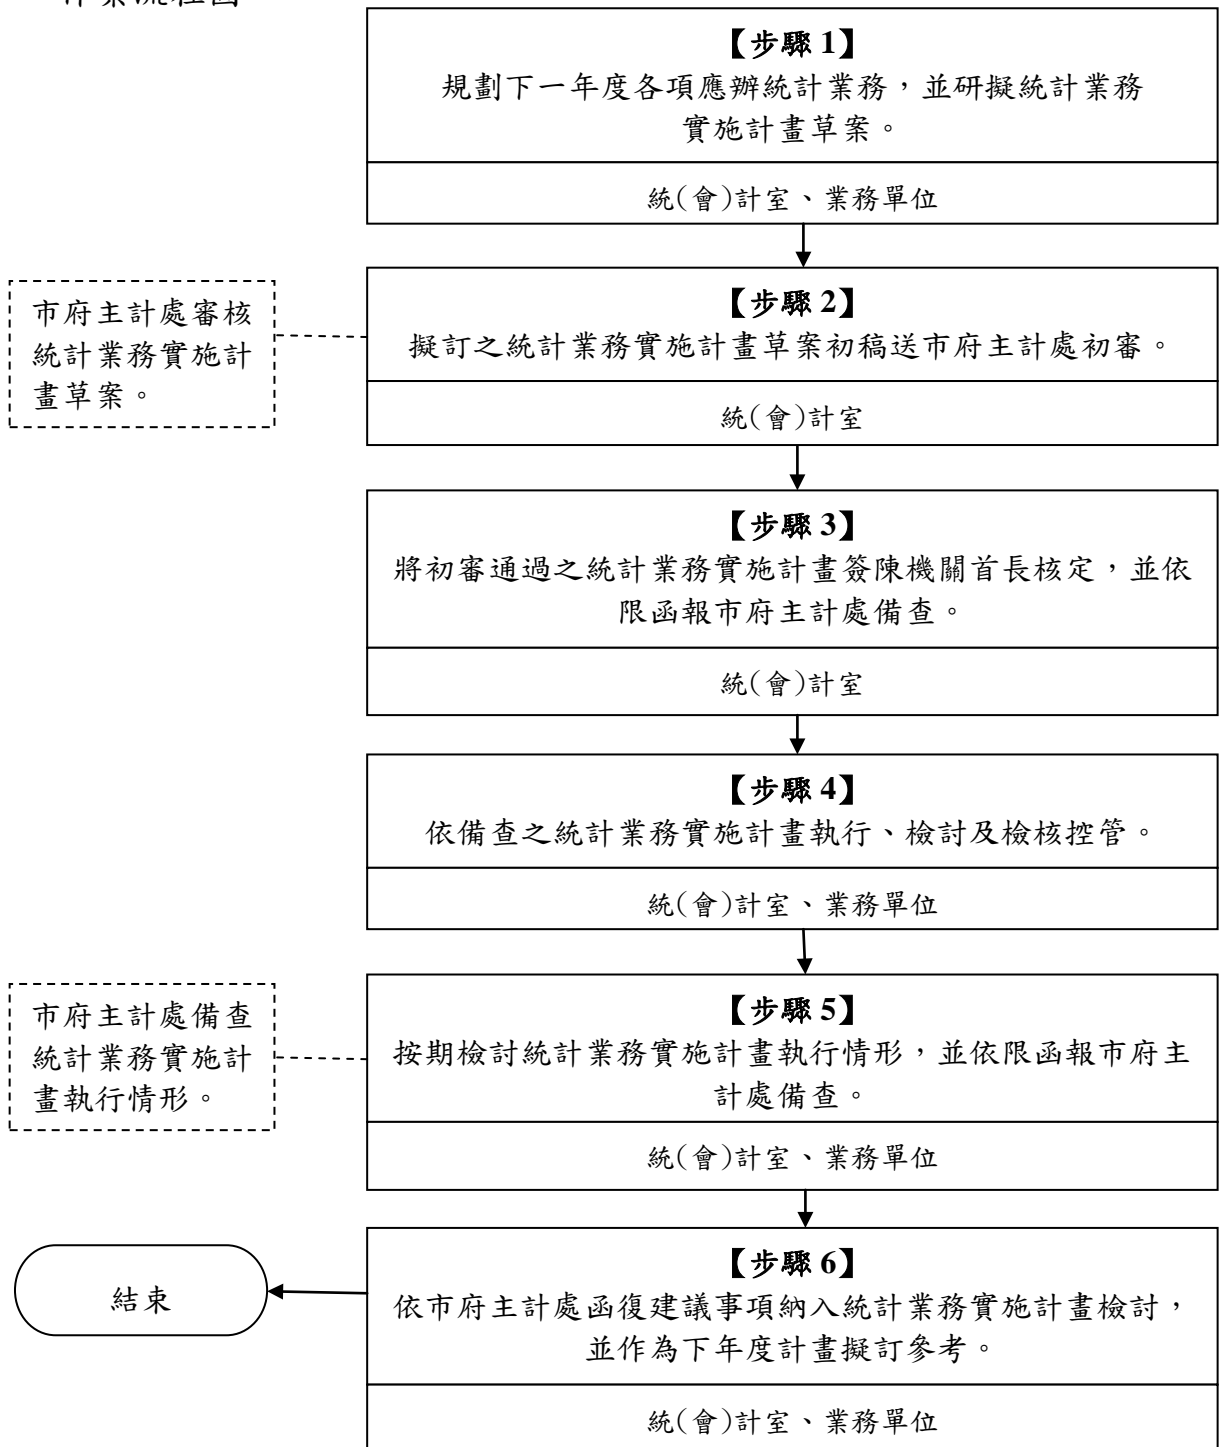 作業流程圖
【步驟 1】
規劃下一年度各項應辦統計業務，並研擬統計業務
實施計畫草案。
統(會)計室、業務單位
【步驟 2】
擬訂之統計業務實施計畫草案初稿送市府主計處初審。
統(會)計室
市府主計處審核
統計業務實施計
畫草案。
【步驟 3】
將初審通過之統計業務實施計畫簽陳機關首長核定，並依
限函報市府主計處備查。
統(會)計室
【步驟 4】
依備查之統計業務實施計畫執行、檢討及檢核控管。
統(會)計室、業務單位
【步驟 5】
按期檢討統計業務實施計畫執行情形，並依限函報市府主
計處備查。
統(會)計室、業務單位
市府主計處備查
統計業務實施計
畫執行情形。
【步驟 6】
依市府主計處函復建議事項納入統計業務實施計畫檢討，
並作為下年度計畫擬訂參考。
統(會)計室、業務單位
結束